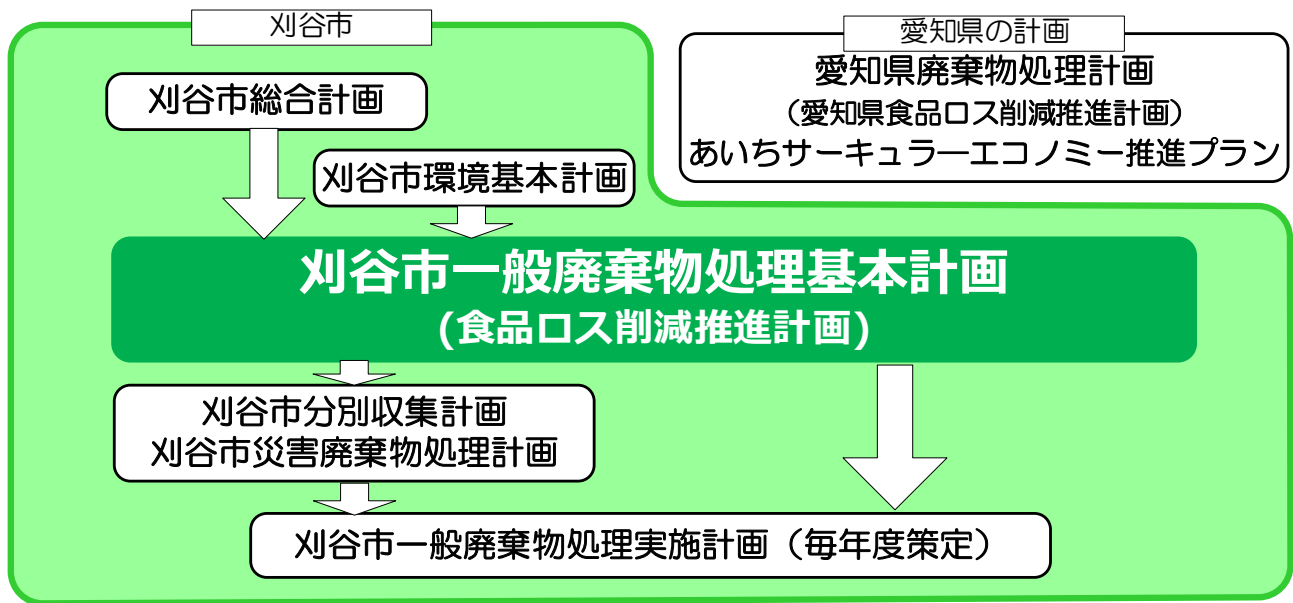 刈谷市
刈谷市総合計画
刈谷市環境基本計画
愛知県の計画
愛知県廃棄物処理計画
（愛知県食品ロス削減推進計画）
あいちサーキュラーエコノミー推進プラン
刈谷市一般廃棄物処理基本計画
(食品ロス削減推進計画)
刈谷市分別収集計画
刈谷市災害廃棄物処理計画
刈谷市一般廃棄物処理実施計画（毎年度策定）